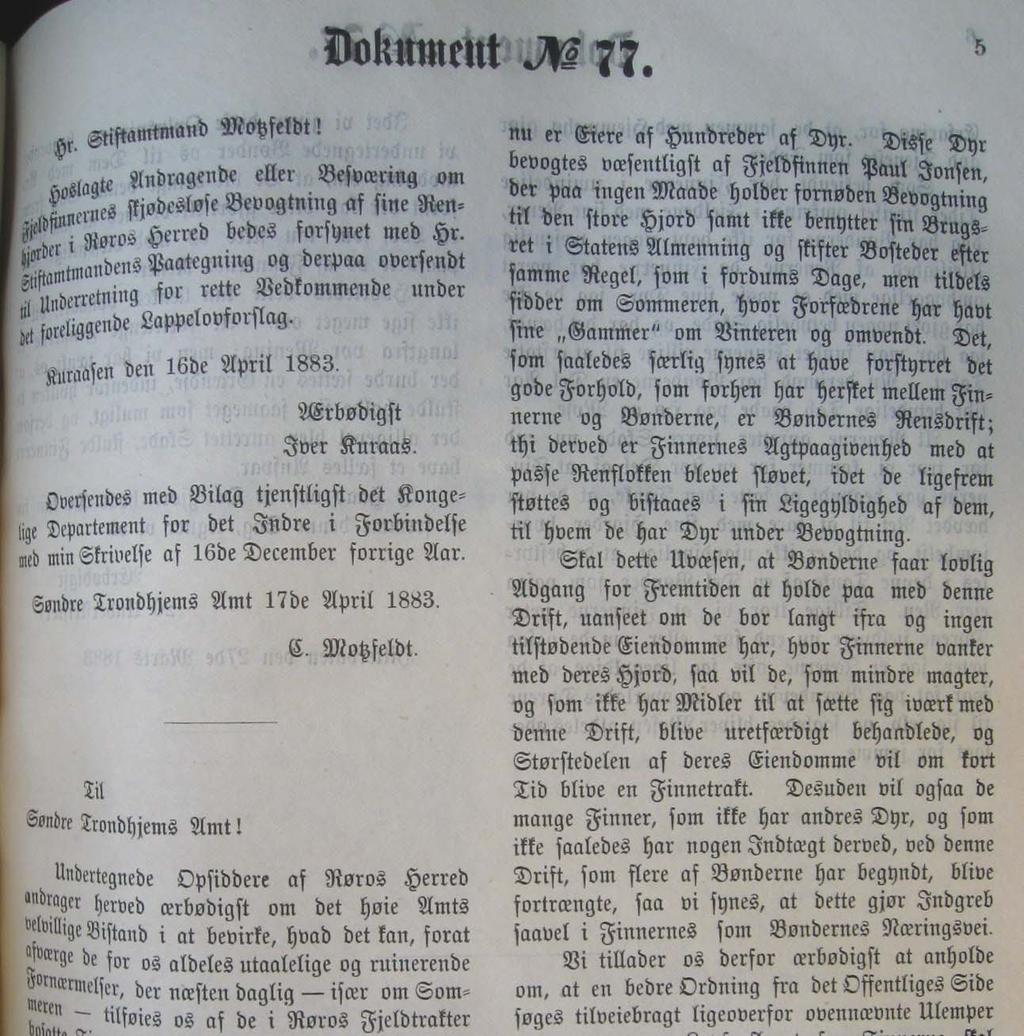 Dokument № 77.
5
Hr. Stiftamtmand Motzfeldt!
Hoslagte Andragende eller Besværing om
Fjeldfinnernes skjødesløse Bevogtning af sine Ren-
hjorder i Røros Herred bedes forsynet med Hr.
Stiftamtmandens Paategning og derpaa oversendt
til Underretning for rette Vedkommende under
det foreliggende Lappelovforslag.
Kuraasen den 16de April 1883.
Ærbødigst
Iver Kuraas.
Oversendes med Bilag tjenstligst det Konge-
lige Departement for det Indre i Forbindelse
med min Skrivelse af 16de December forrige Aar.
Søndre Trondhjems Amt 17de April 1883.
C. Motzfeldt.
Til
Søndre Trondhjems Amt!
Undertegnede Opsiddere af Røros Herred
andrager herved ærbødigst om det høie Amts
velvillige Bistand i at bevirke, hvad det kan, forat
afværge de for os aldeles utaalelige og ruinerende
Fornærmelser, der næsten daglig — især om Som-
meren — tilføies os af de i Røros Fjeldtrakter
nu er Eiere af Hundreder af Dyr. Disse Dyr
bevogtes væsentligst af Fjeldfinnen Paul Jonsen,
der paa ingen Maade holder fornøden Bevogtning
til den store Hjord samt ikke benytter sin Brugs-
ret i Statens Almenning og skifter Bosteder efter
samme Regel, som i fordums Dage, men tildels
sidder om Sommeren, hvor Forfædrene har havt
sine „Gammer" om Vinteren og omvendt. Det,
som saaledes særlig synes at have forstyrret det
gode Forhold, som forhen har hersket mellem Fin-
nerne og Bønderne, er Bøndernes Rensdrift;
thi derved er Finnernes Agtpaagivenhed med at
passe Renflokken blevet sløvet, idet de ligefrem
støttes og bistaaes i sin Ligegyldighed af dem,
til hvem de har Dyr under Bevogtning.
Skal dette Uvæsen, at Bønderne faar lovlig
Adgang for Fremtiden at holde paa med denne
Drift, uanseet om de bor langt ifra og ingen
tilstødende Eiendomme har, hvor Finnerne vanker
med deres Hjord, saa vil de, som mindre magter,
og som ikke har Midler til at sætte sig iværk med
denne Drift, blive uretfærdigt behandlede, og
Størstedelen af deres Eiendomme vil om kort
Tid blive en Finnetrakt. Desuden vil ogsaa de
mange Finner, som ikke har andres Dyr, og som
ikke saaledes har nogen Indtægt derved, ved denne
Drift, som flere af Bønderne har begyndt, blive
fortrængte, saa vi synes, at dette gjør Indgreb
saavel i Finnernes som Bøndernes Næringsvei.
Vi tillader os derfor ærbødigst at anholde
om, at en bedre Ordning fra det Offentliges Side
søges tilveiebragt ligeoverfor ovennævnte Ulemper